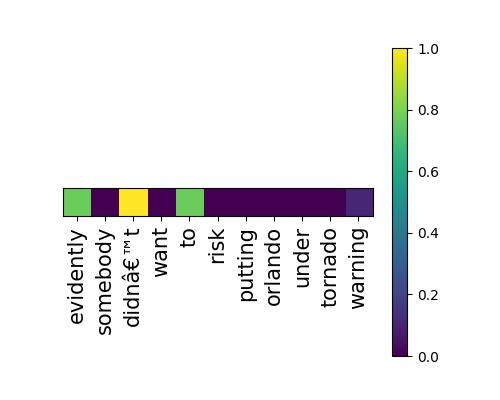 evidently
somebody
didnâ€™t
want
to
risk
putting
orlando
under
tornado
warning
1.0
0.8
0.6
0.4
0.2
0.0